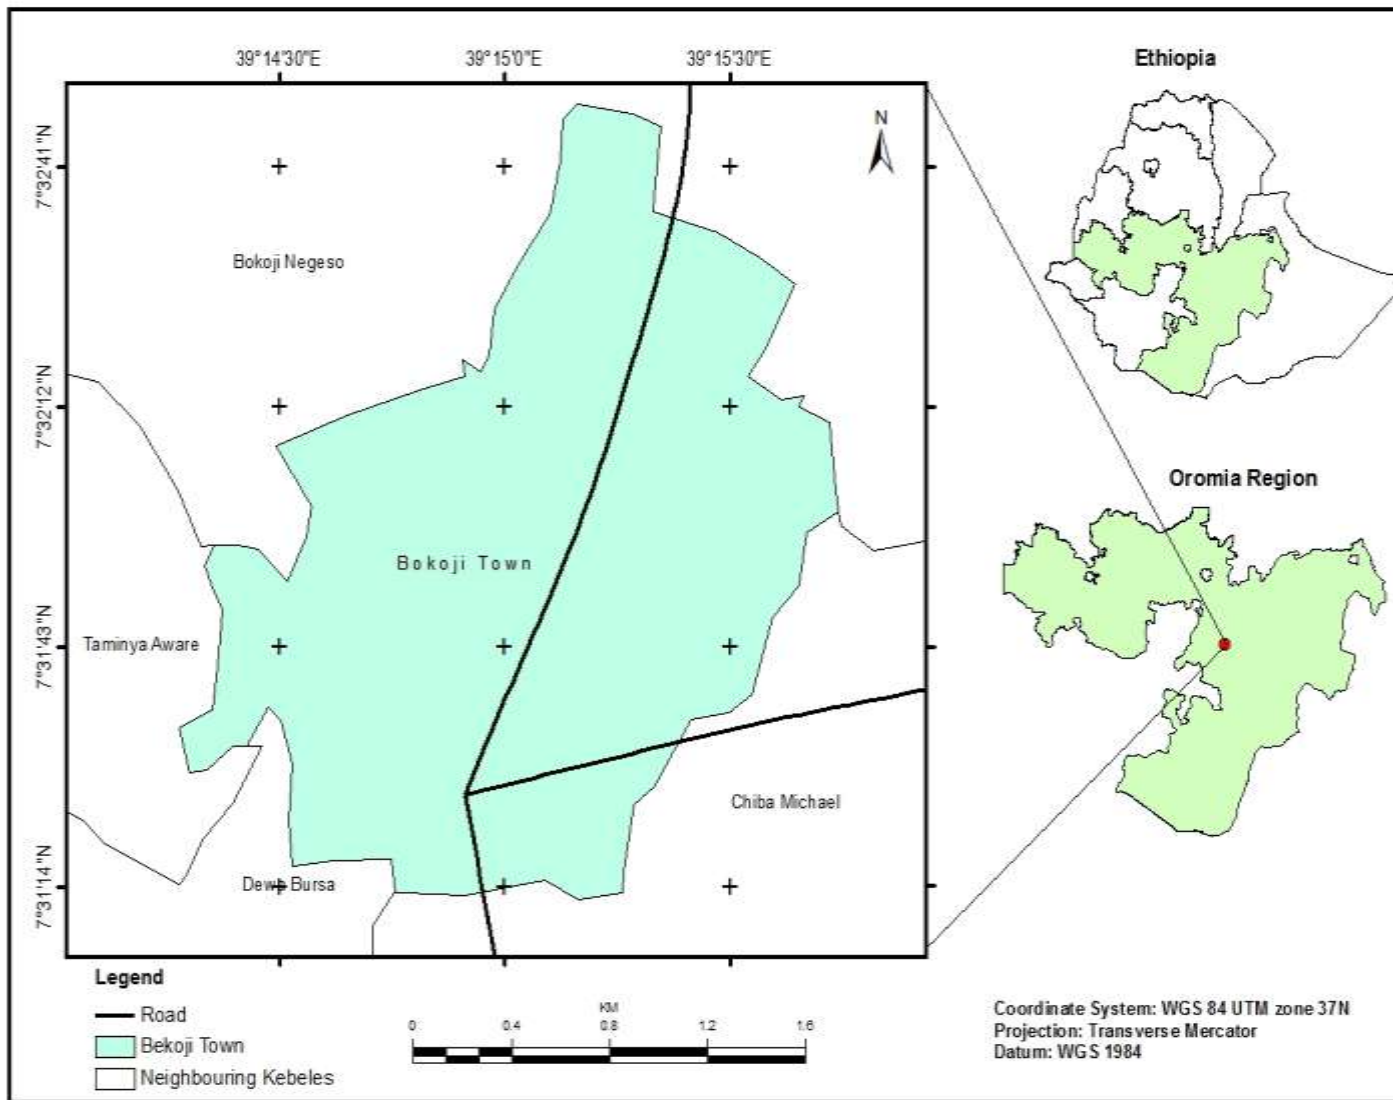 39°14'30"E
39°15'0"E
39°15'30"E
Ethiopia
N
7°32'41"N
Bokoji Negeso
7°32'12"N
Oromia Region
Bokoji Town
7°31'43"N
Taminya Aware
Chiba Michael
7°31'14"N
Dewe Bursa
Legend
Road
Bekoji Town
Neighbouring Kebeles
KM
0 0.4 0.8 1.2 1.6
Coordinate System: WGS 84 UTM zone 37N
Projection: Transverse Mercator
Datum: WGS 1984